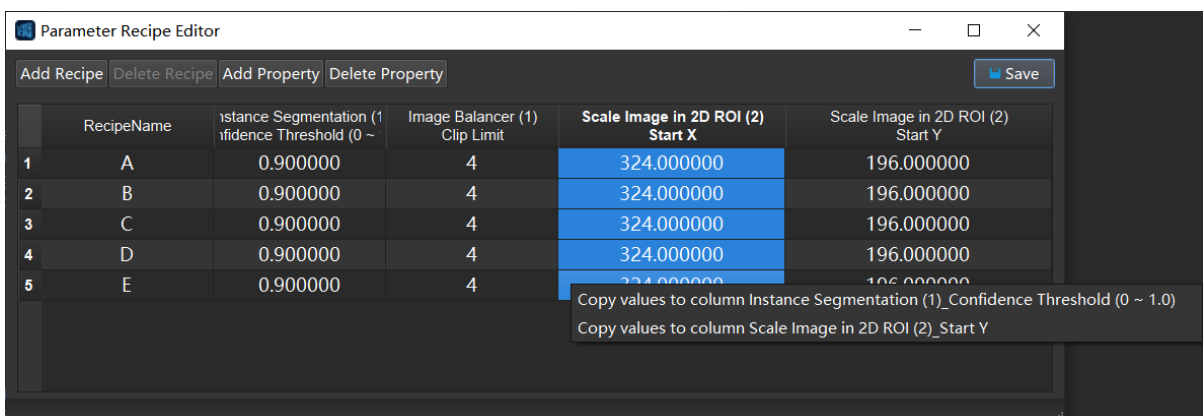 Parameter Recipe Editor
Add Recipe Delete Recipe Add Property Delete Property Save
RecipeName nstance Segmentation (1 Image Balancer (1) Scale Image in 2D ROI (2) Scale Image in 2D ROI (2)
nfidence Threshold (0 ~ Clip Limit Start X Start Y
1 A 0.900000 4 324.000000 196.000000
2 B 0.900000 4 324.000000 196.000000
3 C 0.900000 4 324.000000 196.000000
4 D 0.900000 4 324.000000 196.000000
5 E 0.900000 4 324.000000 196.000000
Copy values to column Instance Segmentation (1)_Confidence Threshold (0 ~ 1.0)
Copy values to column Scale Image in 2D ROI (2)_Start Y